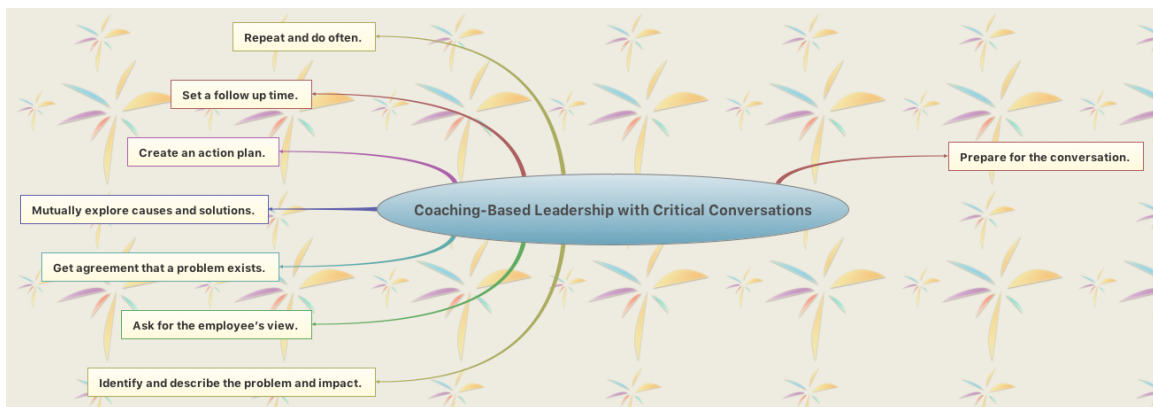 Repeat and do often.
Set a follow up time.
Create an action plan.
Prepare for the conversation.
Mutually explore causes and solutions.
Coaching-Based Leadership with Critical Conversations
Get agreement that a problem exists.
Ask for the employee’s view.
Identify and describe the problem and impact.